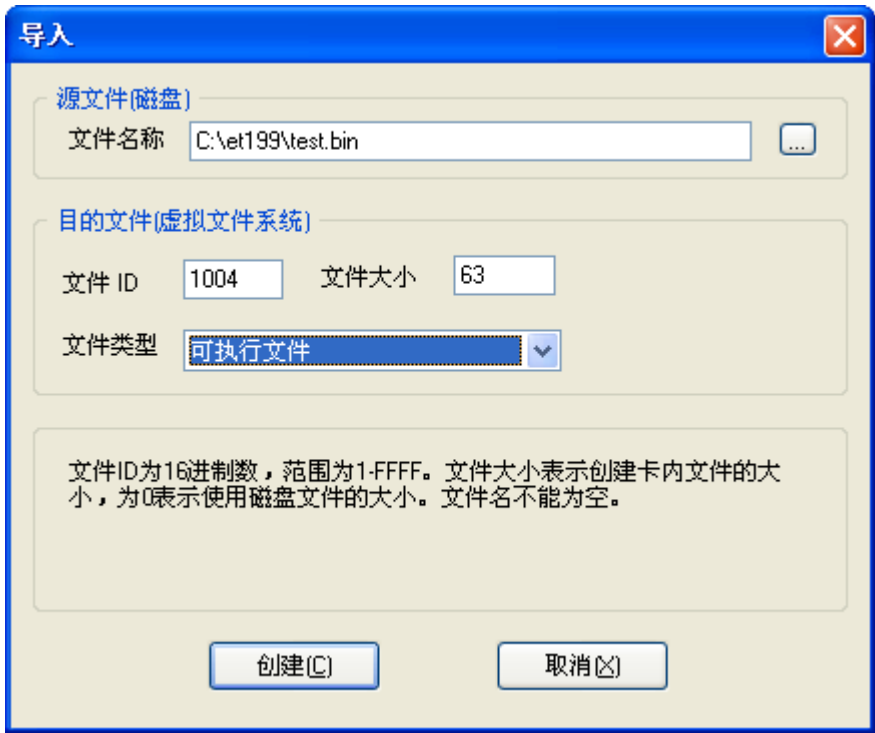 导入
源文件(磁盘)
文件名称 C:\et199\test.bin ...
目的文件(虚拟文件系统)
文件 ID 1004 文件大小 63
文件类型 可执行文件
文件ID为16进制数，范围为1-FFFF。文件大小表示创建卡内文件的大
小，为0表示使用磁盘文件的大小。文件名不能为空。
创建(C) 取消(X)